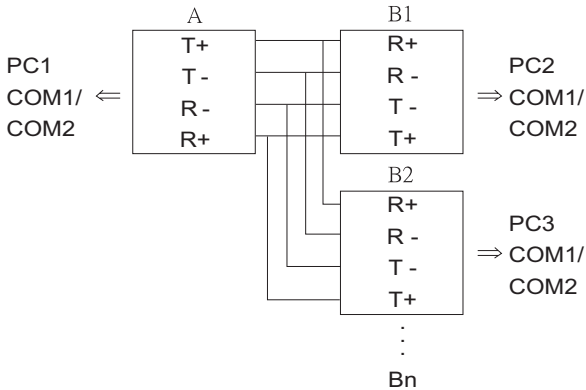 A
T+
T -
R -
R+
PC1
COM1/
COM2
B1
R+
R -
T -
T+
PC2
COM1/
COM2
B2
R+
R -
T -
T+
PC3
COM1/
COM2
Bn